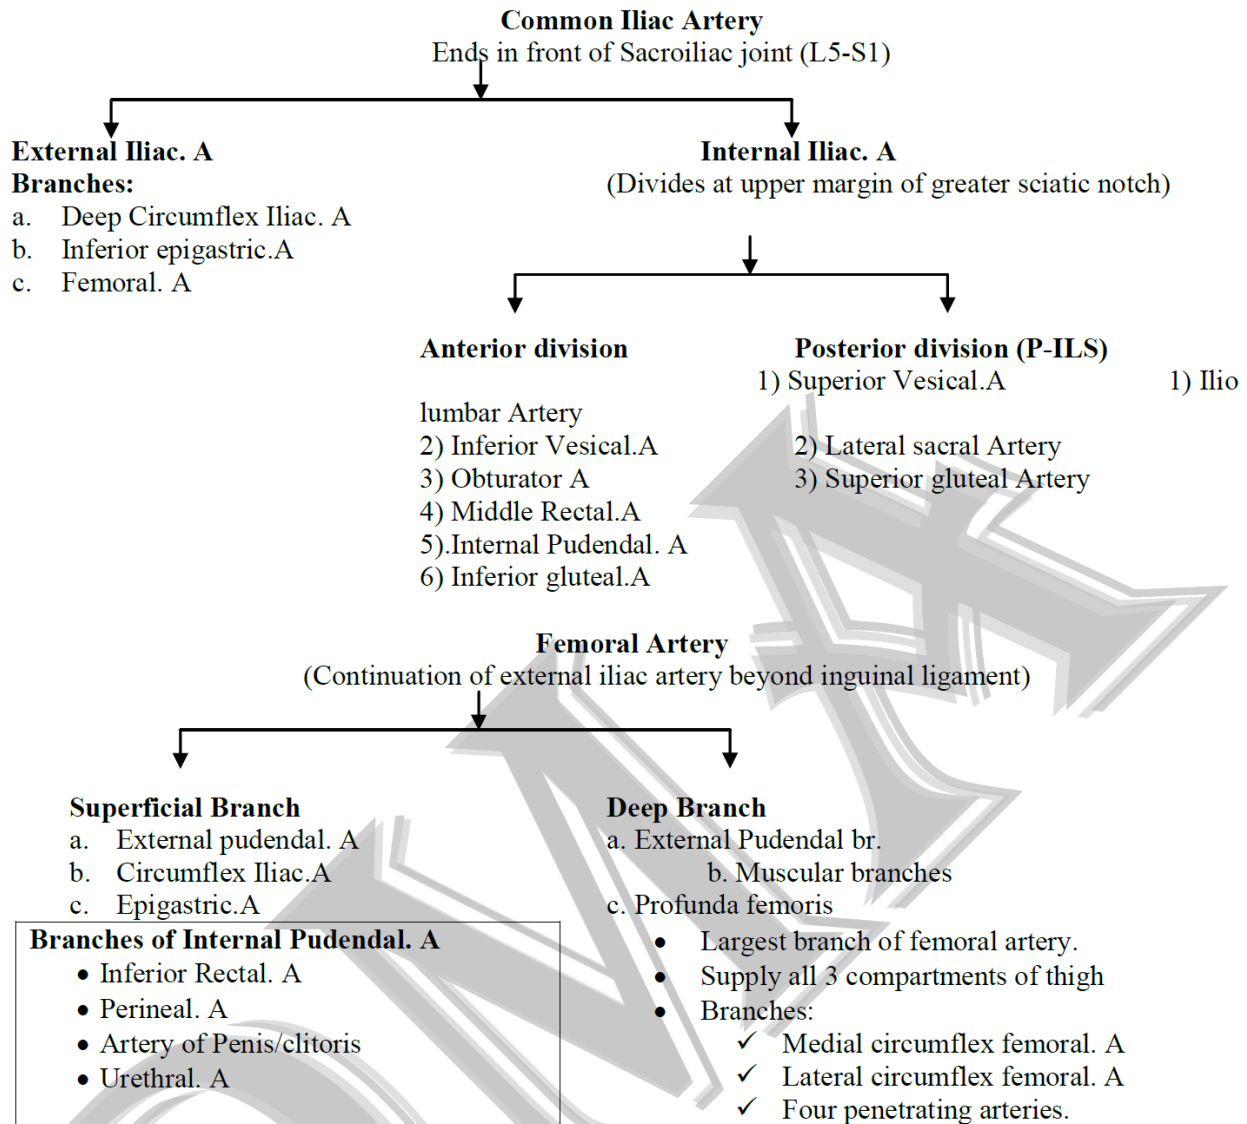 Common Iliac Artery
Ends in front of Sacroiliac joint (L5-S1)
External Iliac. A
Branches:
a. Deep Circumflex Iliac. A
b. Inferior epigastric.A
c. Femoral. A
Internal Iliac. A
(Divides at upper margin of greater sciatic notch)
Anterior division Posterior division (P-ILS)
1) Superior Vesical.A 1) Ilio
lumbar Artery
2) Inferior Vesical.A 2) Lateral sacral Artery
3) Obturator A 3) Superior gluteal Artery
4) Middle Rectal.A
5).Internal Pudendal. A
6) Inferior gluteal.A
Femoral Artery
(Continuation of external iliac artery beyond inguinal ligament)
Superficial Branch
a. External pudendal. A
b. Circumflex Iliac.A
c. Epigastric.A
Branches of Internal Pudendal. A
• Inferior Rectal. A
• Perineal. A
• Artery of Penis/clitoris
• Urethral. A
Deep Branch
a. External Pudendal br.
b. Muscular branches
c. Profunda femoris
• Largest branch of femoral artery.
• Supply all 3 compartments of thigh
• Branches:
✓ Medial circumflex femoral. A
✓ Lateral circumflex femoral. A
✓ Four penetrating arteries.